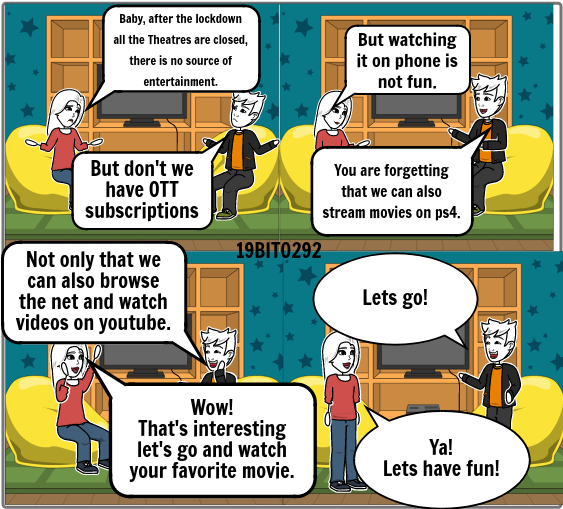 Baby, after the lockdown
all the Theatres are closed,
there is no source of
entertainment.
But don't we
have OTT
subscriptions
But watching
it on phone is
not fun.
You are forgetting
that we can also
stream movies on ps4.
19BIT0292
Not only that we
can also browse
the net and watch
videos on youtube.
Wow!
That's interesting
let's go and watch
your favorite movie.
Lets go!
Ya!
Lets have fun!